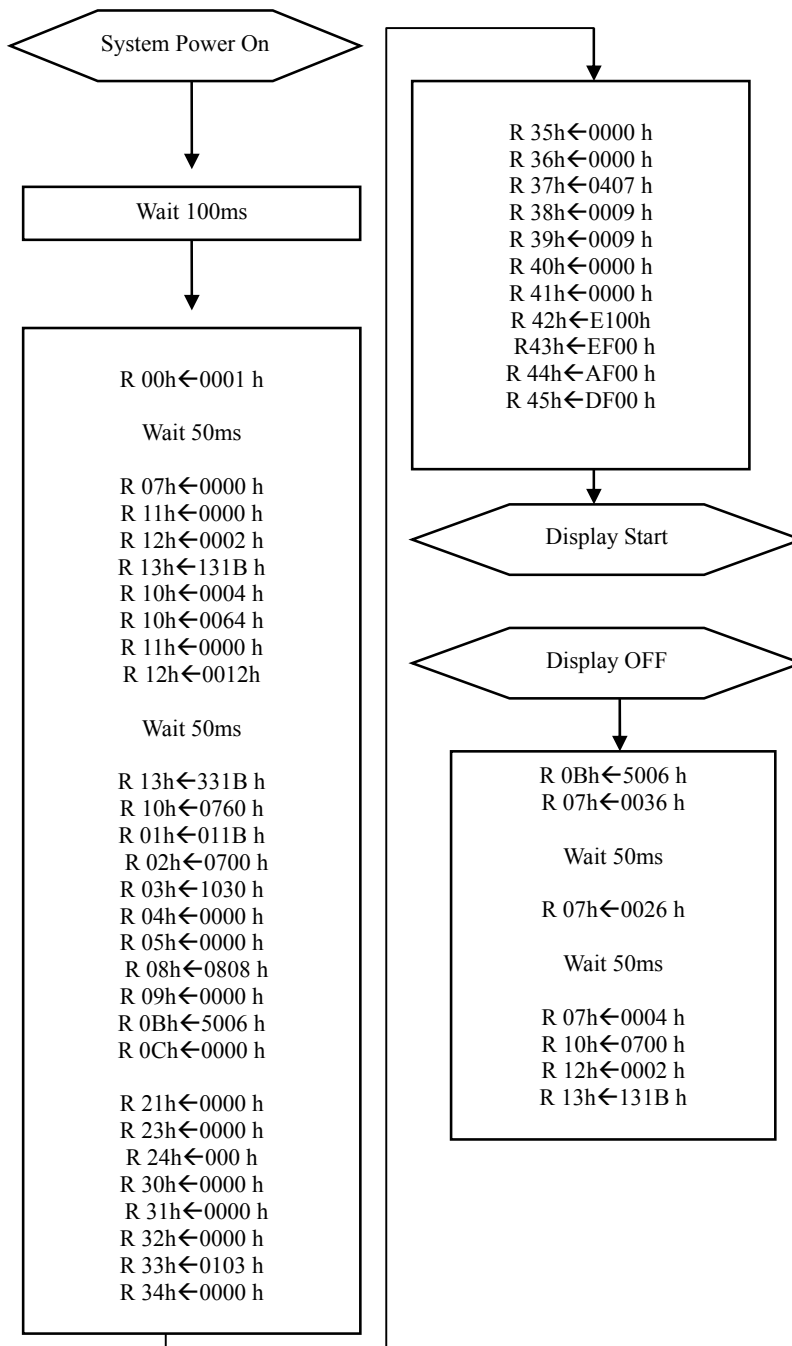 System Power On
Wait 100ms
R 00h←0001 h
Wait 50ms
R 07h←0000 h
R 11h←0000 h
R 12h←0002 h
R 13h←131B h
R 10h←0004 h
R 10h←0064 h
R 11h←0000 h
R 12h←0012h
Wait 50ms
R 13h←331B h
R 10h←0760 h
R 01h←011B h
R 02h←0700 h
R 03h←1030 h
R 04h←0000 h
R 05h←0000 h
R 08h←0808 h
R 09h←0000 h
R 0Bh←5006 h
R 0Ch←0000 h
R 21h←0000 h
R 23h←0000 h
R 24h←000 h
R 30h←0000 h
R 31h←0000 h
R 32h←0000 h
R 33h←0103 h
R 34h←0000 h
R 35h←0000 h
R 36h←0000 h
R 37h←0407 h
R 38h←0009 h
R 39h←0009 h
R 40h←0000 h
R 41h←0000 h
R 42h←E100h
R43h←EF00 h
R 44h←AF00 h
R 45h←DF00 h
Display Start
Display OFF
R 0Bh←5006 h
R 07h←0036 h
Wait 50ms
R 07h←0026 h
Wait 50ms
R 07h←0004 h
R 10h←0700 h
R 12h←0002 h
R 13h←131B h